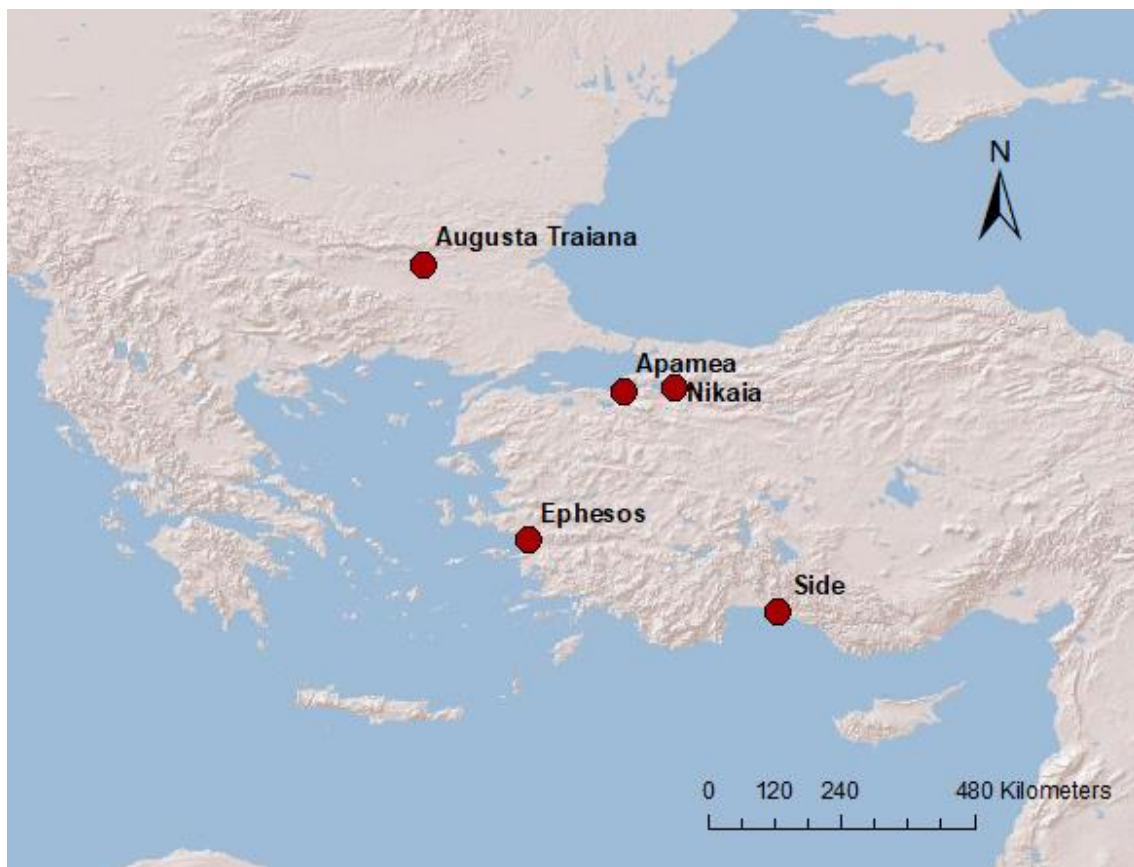 N
Augusta Traiana
Apamea
Nikaia
Ephesos
Side
0 120 240 480 Kilometers